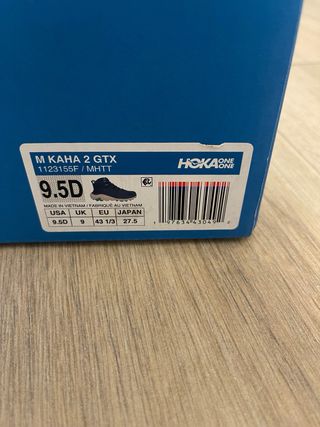 M KAHA 2 GTX
1123155F / MHTT
HOKA ONE ONE
9.5D
MADE IN VIETNAM / FABRIQUÉ AU VIETNAM
USA UK EU JAPAN
9.5D 9 43 1/3 27.5